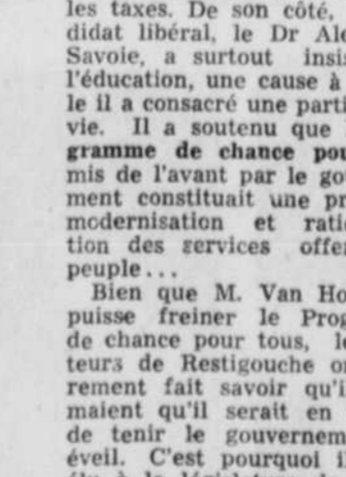 les taxes. De son côté,
didat libéral, le Dr Ale
Savoie, a surtout insis
l'éducation, une cause à
le il a consacré une parti
vie. Il a soutenu que
gramme de chance pou
mis de l'avant par le go
ment constituait une pr
modernisation et rati
tion des services offe
peuple...
Bien que M. Van Ho
puisse freiner le Prog
de chance pour tous, l
teurs de Restigouche o
rement fait savoir qu'i
maient qu'il serait en
de tenir le gouvernem
éveil. C'est pourquoi i